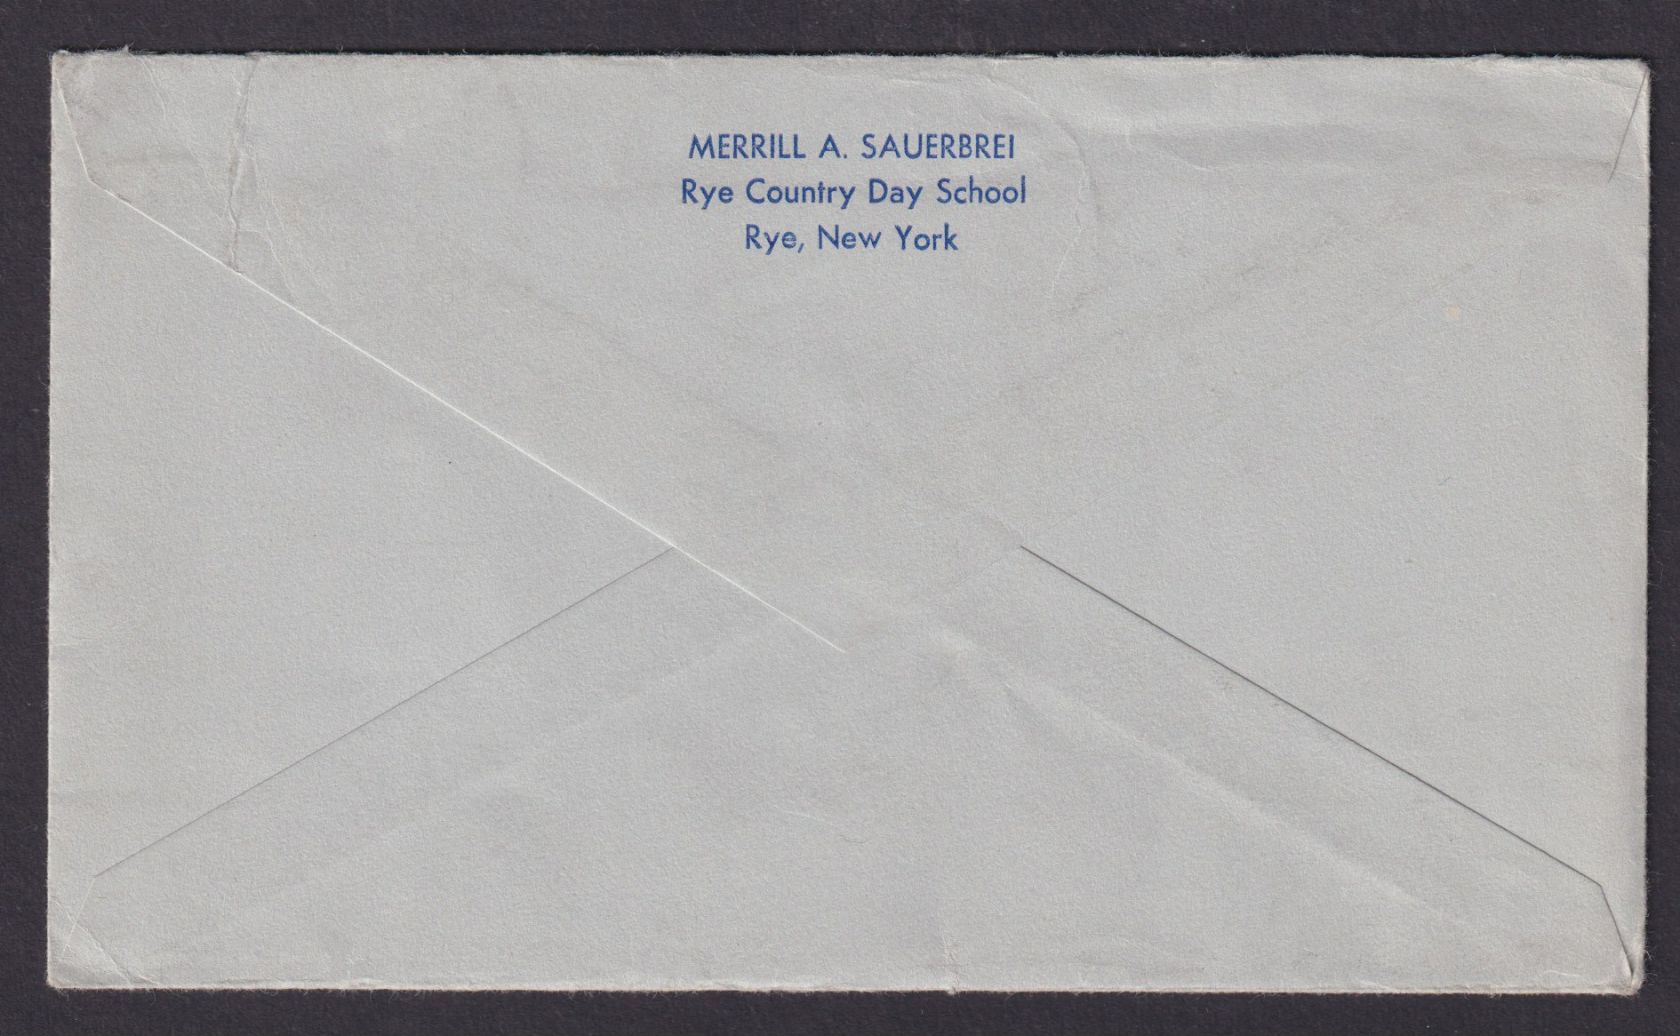 MERRILL A. SAUERBREI
Rye Country Day School
Rye, New York